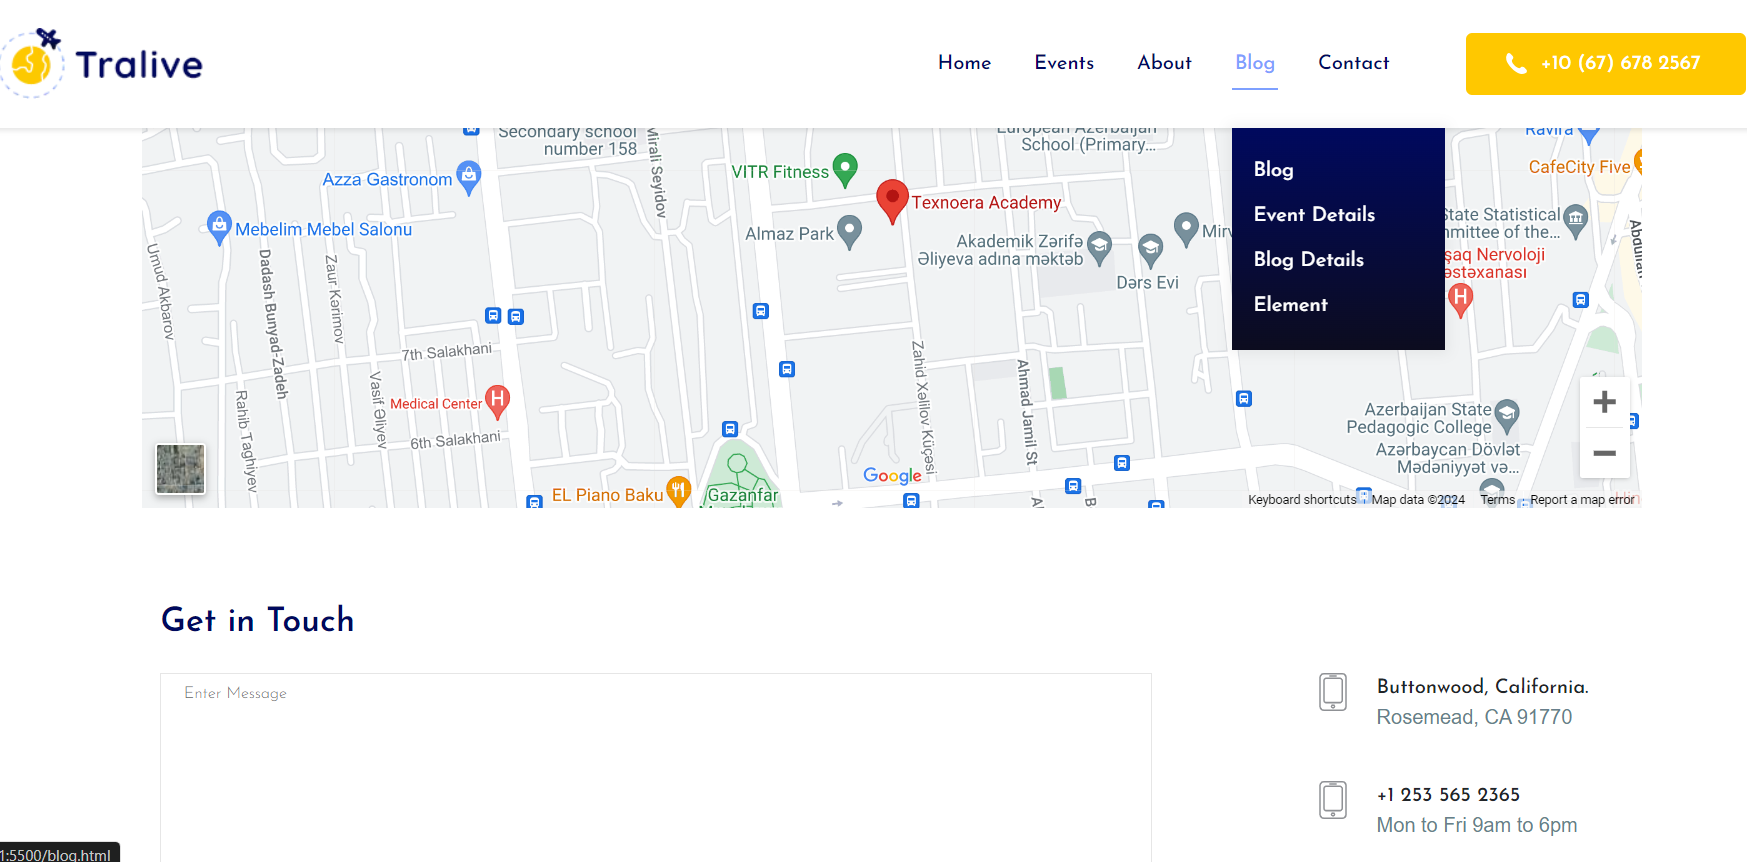 Tralive
Home
Events
About
Blog
Contact
+10 (67) 678 2567
Blog
Event Details
Blog Details
Element
Secondary school
number 158
Mirali Seyidov
European Azerbaijan
School (Primary...
Ravira
CafeCity Five
VITR Fitness
Azza Gastronom
Texnoera Academy
Mebelim Mebel Salonu
Almaz Park
Akademik Zərifə
Əliyeva adına məktəb
Dərs Evi
Mirv
State Statistical
mmittee of the...
şaq Nervoloji
əstəxanası
Umud Akbarov
Dadash Bunyad-Zadeh
Zaur Kərimov
7th Salakhani
Vasif Əliyev
Rahib Taghiyev
Medical Center
6th Salakhani
Zahid Xəlilov Küçəsi
Ahmad Jamil St
Azerbaijan State
Pedagogic College
Azərbaycan Dövlət
Mədəniyyət və...
EL Piano Baku
Gazanfar
Google
Keyboard shortcuts
Map data ©2024
Terms
Report a map error
Get in Touch
Enter Message
Buttonwood, California.
Rosemead, CA 91770
+1 253 565 2365
Mon to Fri 9am to 6pm
1:5500/blog.html